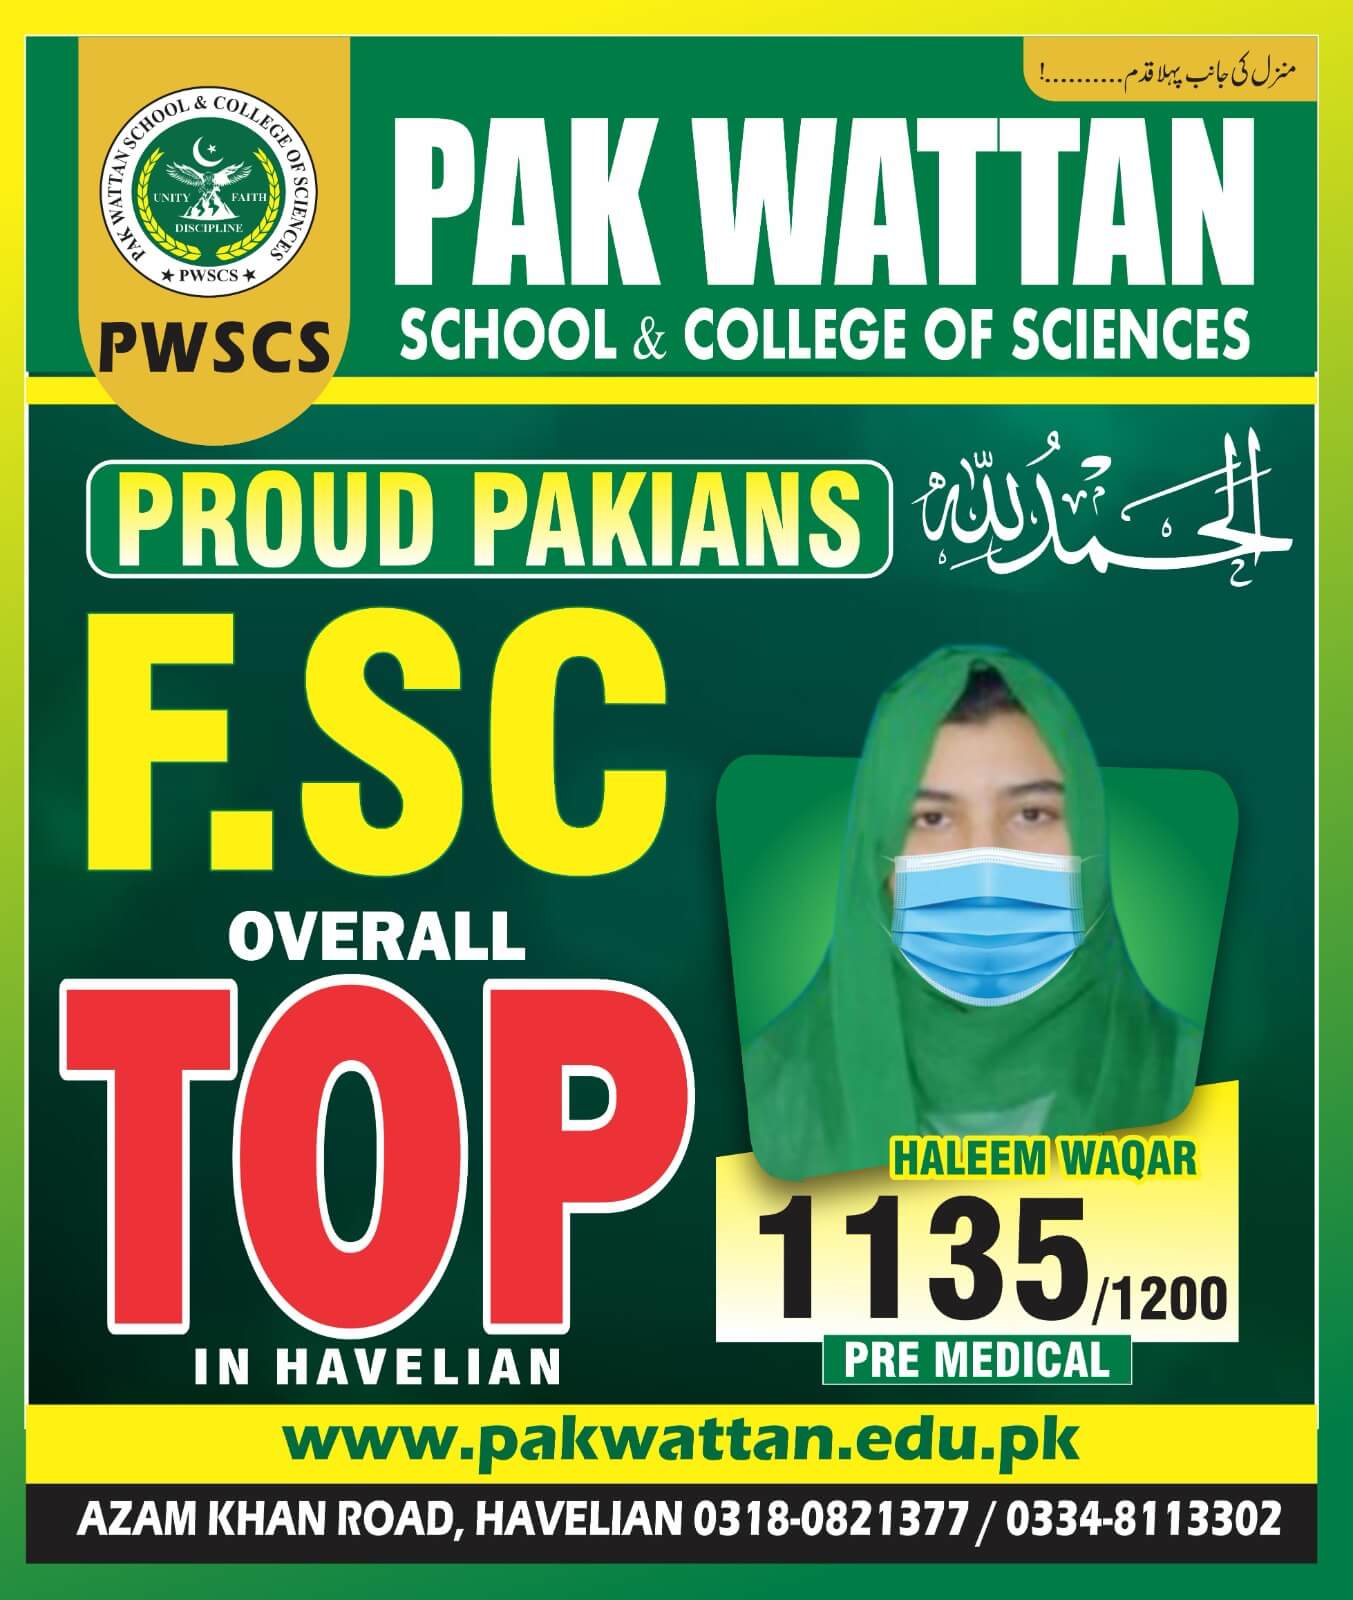 منزل کی جانب پہلا قدم ..........!
PAK WATTAN SCHOOL & COLLEGE OF SCIENCES
UNITY FAITH
DISCIPLINE
★ PWSCS ★
PWSCS
PAK WATTAN
SCHOOL & COLLEGE OF SCIENCES
PROUD PAKIANS
الحمدللہ
F.SC
OVERALL
TOP
IN HAVELIAN
HALEEM WAQAR
1135/1200
PRE MEDICAL
www.pakwattan.edu.pk
AZAM KHAN ROAD, HAVELIAN 0318-0821377 / 0334-8113302